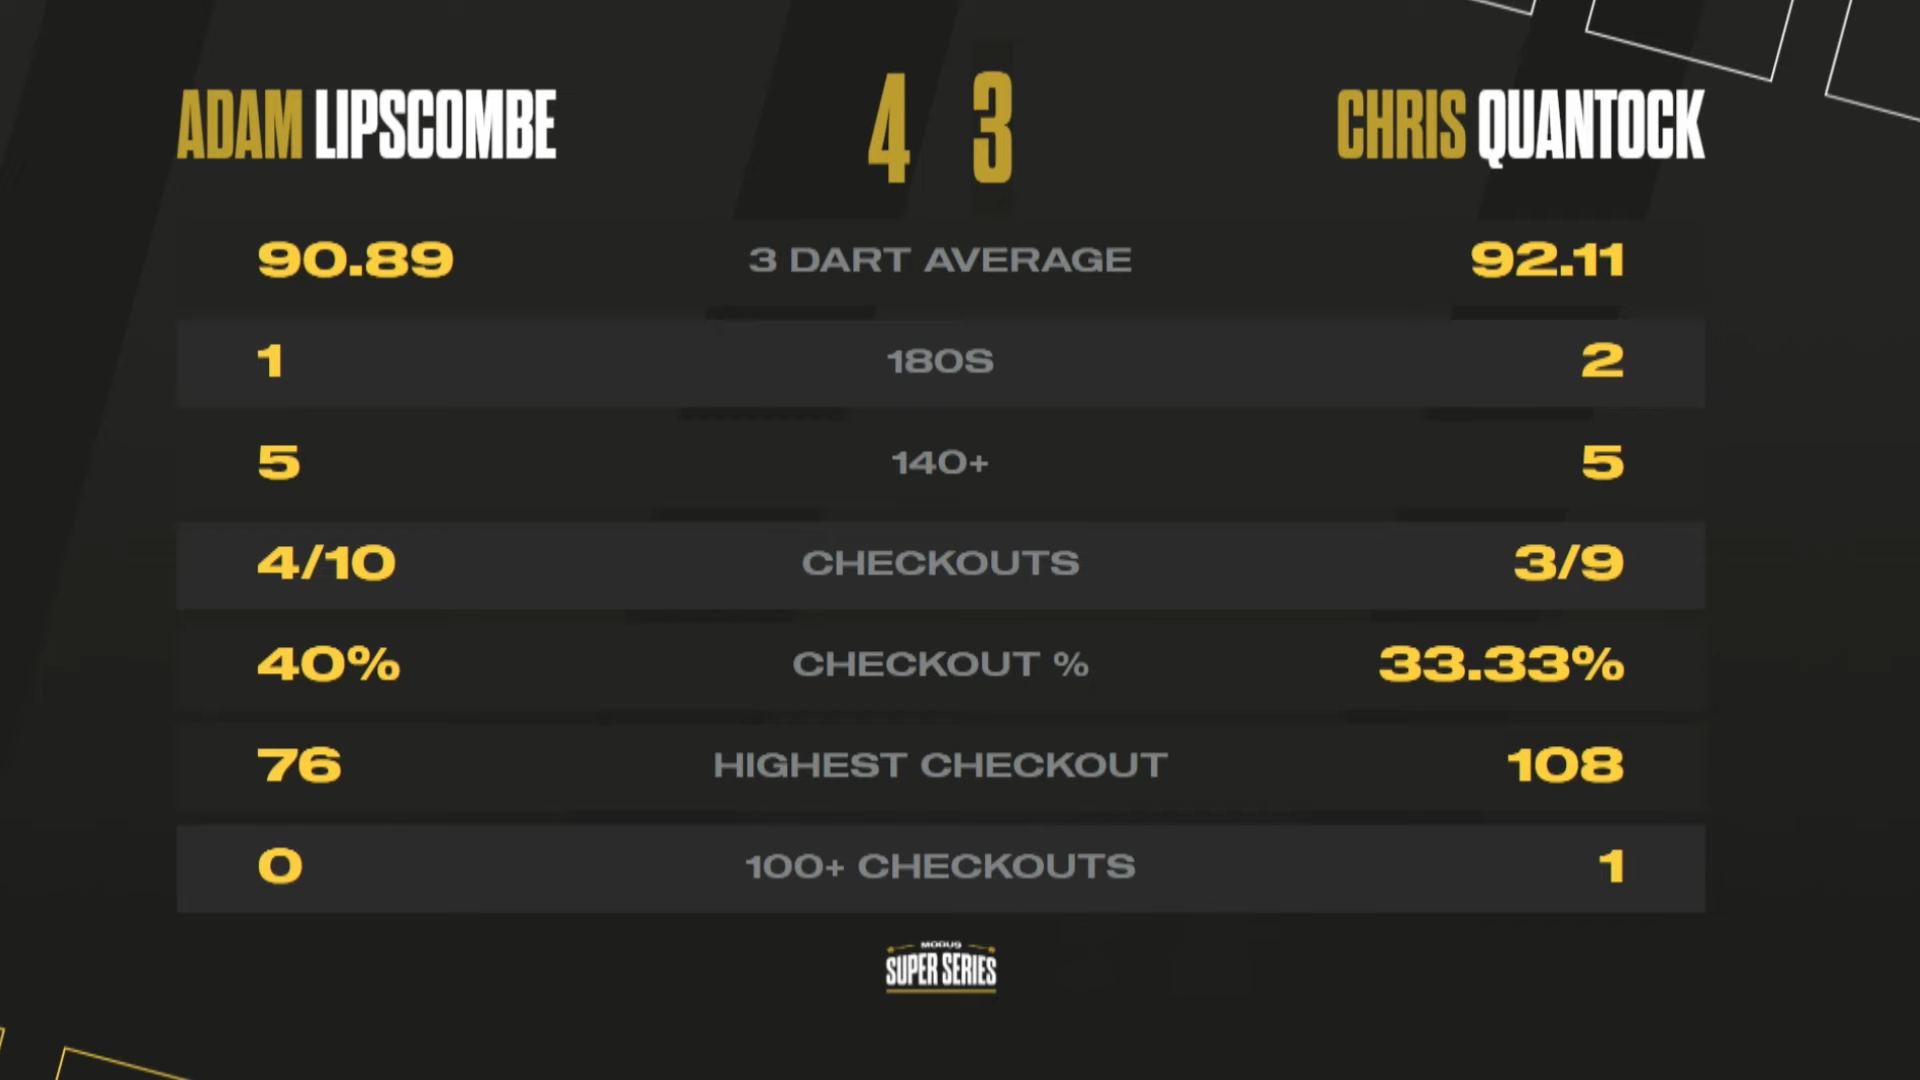 ADAM LIPSCOMBE 4 3 CHRIS QUANTOCK
90.89 3 DART AVERAGE 92.11
1 180S 2
5 140+ 5
4/10 CHECKOUTS 3/9
40% CHECKOUT % 33.33%
76 HIGHEST CHECKOUT 108
0 100+ CHECKOUTS 1
MODUS
SUPER SERIES